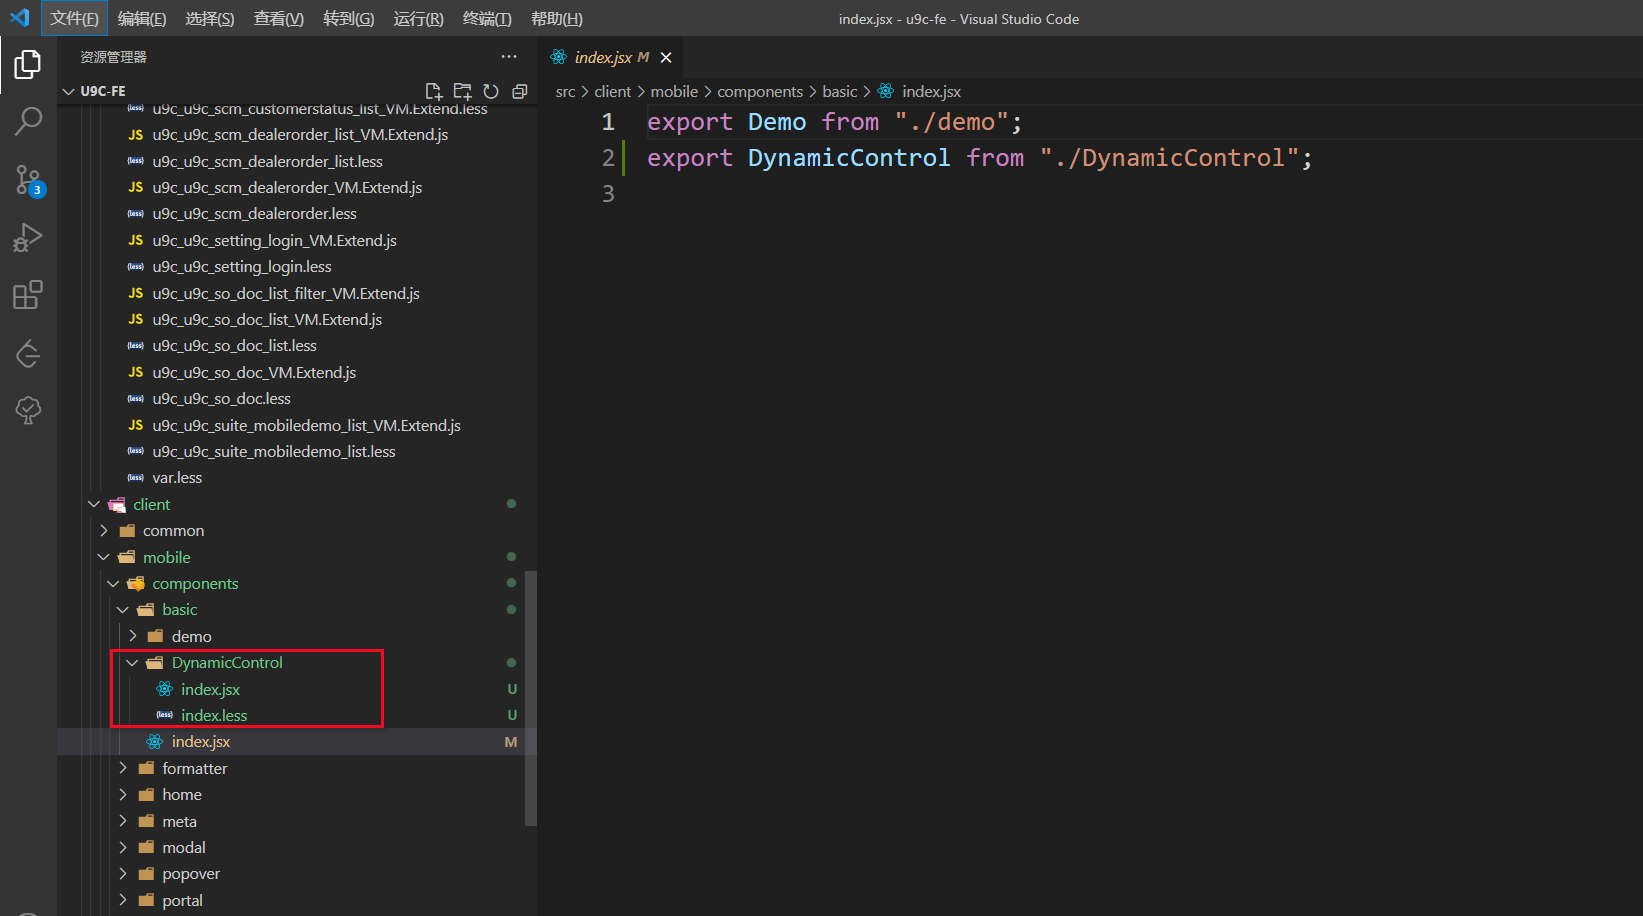 文件(F) 编辑(E) 选择(S) 查看(V) 转到(G) 运行(R) 终端(T) 帮助(H)
index.jsx - u9c-fe - Visual Studio Code
资源管理器
U9C-FE
u9c_u9c_scm_customerstatus_list_VM.Extend.less
JS u9c_u9c_scm_dealerorder_list_VM.Extend.js
{less} u9c_u9c_scm_dealerorder_list.less
JS u9c_u9c_scm_dealerorder_VM.Extend.js
{less} u9c_u9c_scm_dealerorder.less
JS u9c_u9c_setting_login_VM.Extend.js
{less} u9c_u9c_setting_login.less
JS u9c_u9c_so_doc_list_filter_VM.Extend.js
JS u9c_u9c_so_doc_list_VM.Extend.js
{less} u9c_u9c_so_doc_list.less
JS u9c_u9c_so_doc_VM.Extend.js
{less} u9c_u9c_so_doc.less
JS u9c_u9c_suite_mobiledemo_list_VM.Extend.js
{less} u9c_u9c_suite_mobiledemo_list.less
{less} var.less
client
common
mobile
components
basic
demo
DynamicControl
index.jsx U
{less} index.less U
index.jsx M
formatter
home
meta
modal
popover
portal
3
index.jsx M
src > client > mobile > components > basic > index.jsx
1 export Demo from "./demo";
2 export DynamicControl from "./DynamicControl";
3